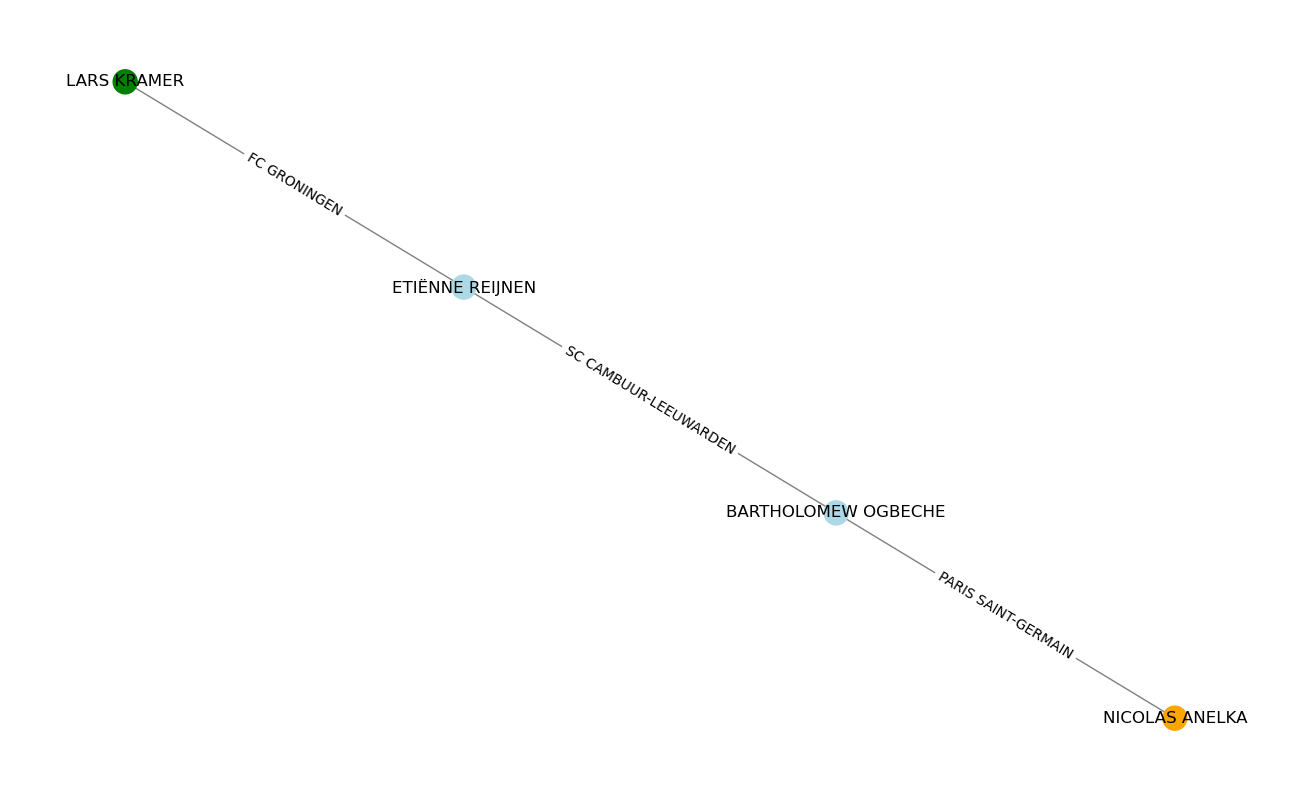 LARS KRAMER
FC GRONINGEN
ETIËNNE REIJNEN
SC CAMBUUR-LEEUWARDEN
BARTHOLOMEW OGBECHE
PARIS SAINT-GERMAIN
NICOLAS ANELKA